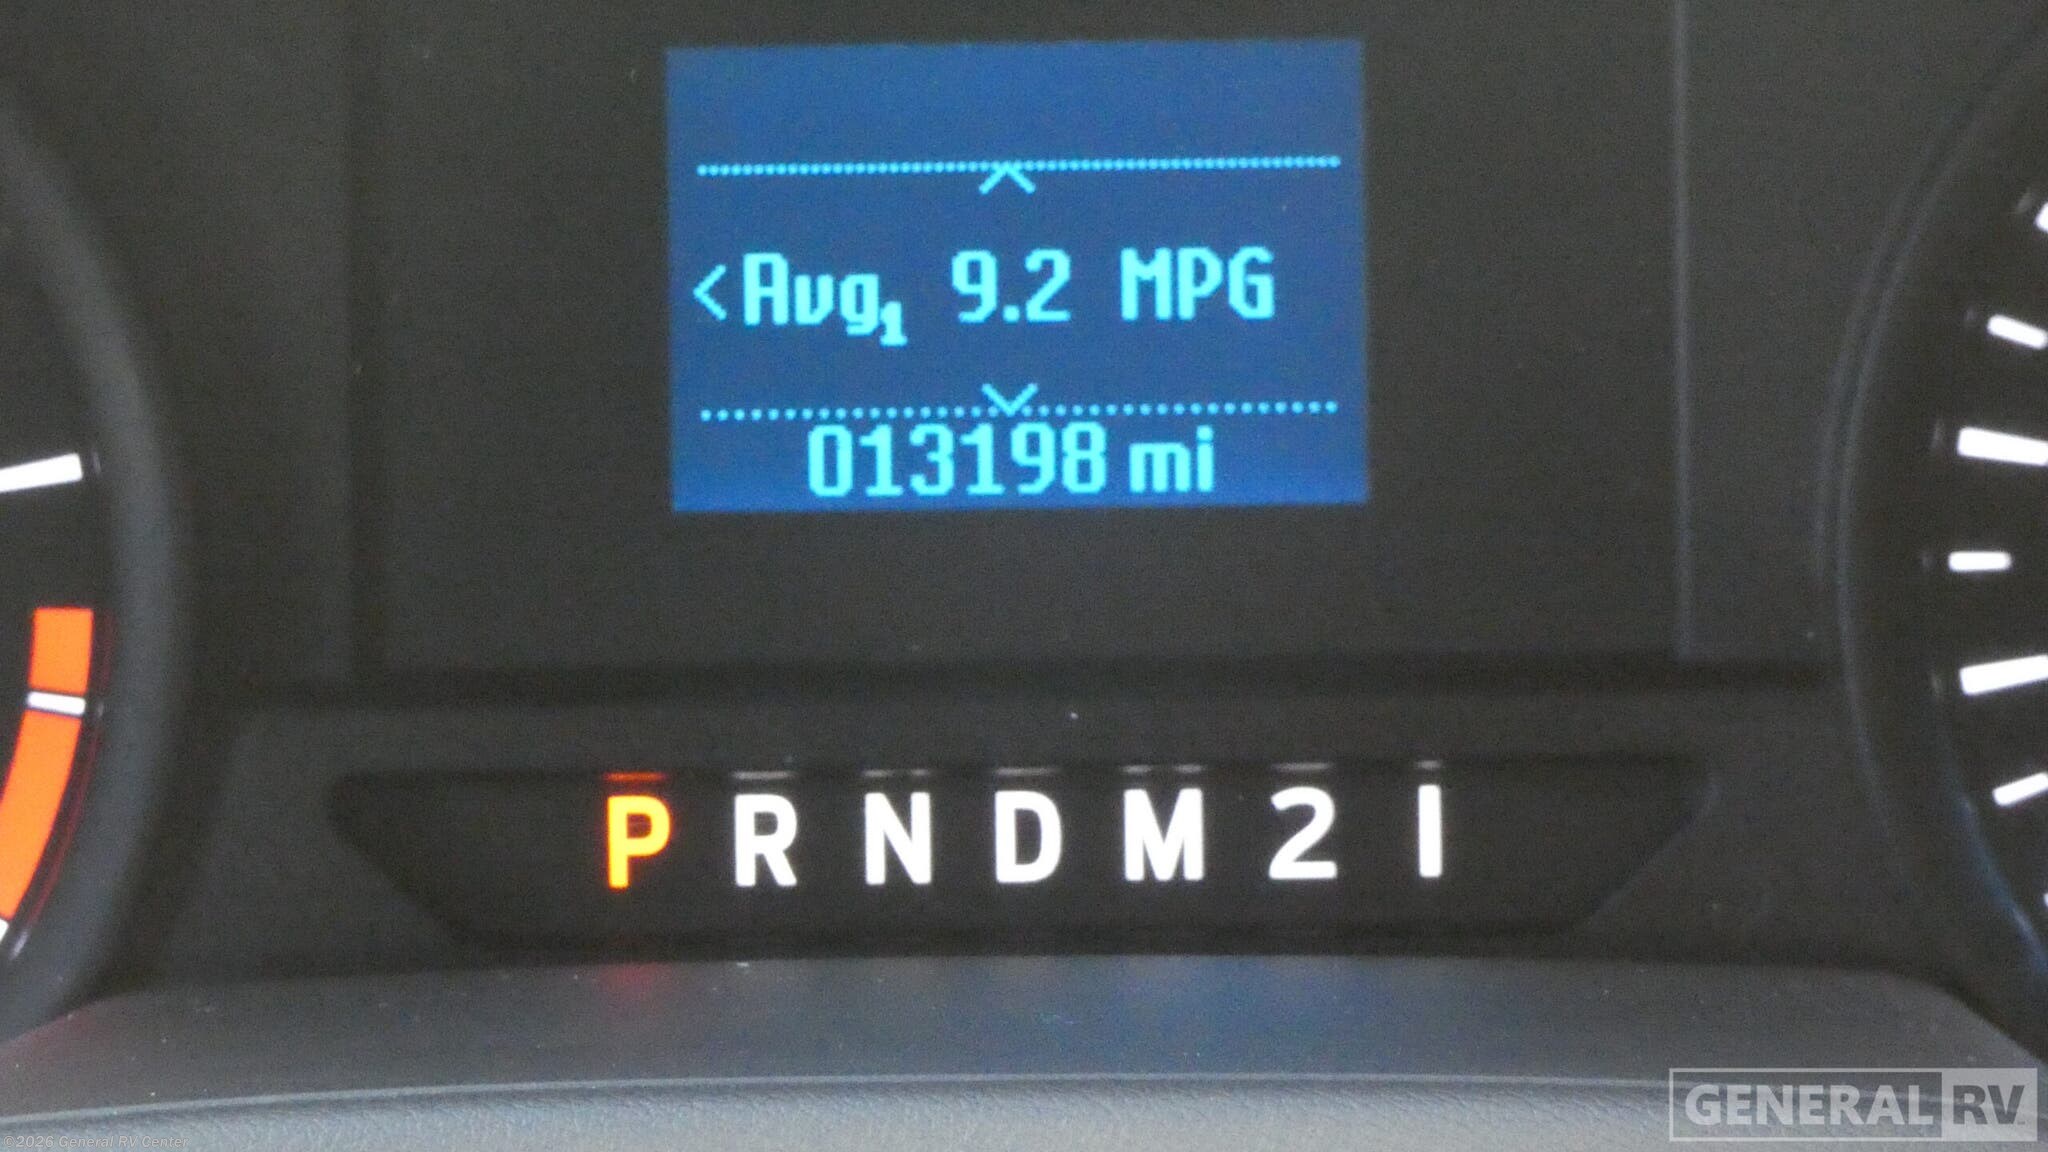 <Avg1 9.2 MPG
013198 mi
P R N D M 2 1
GENERAL RV
©2026 General RV Center